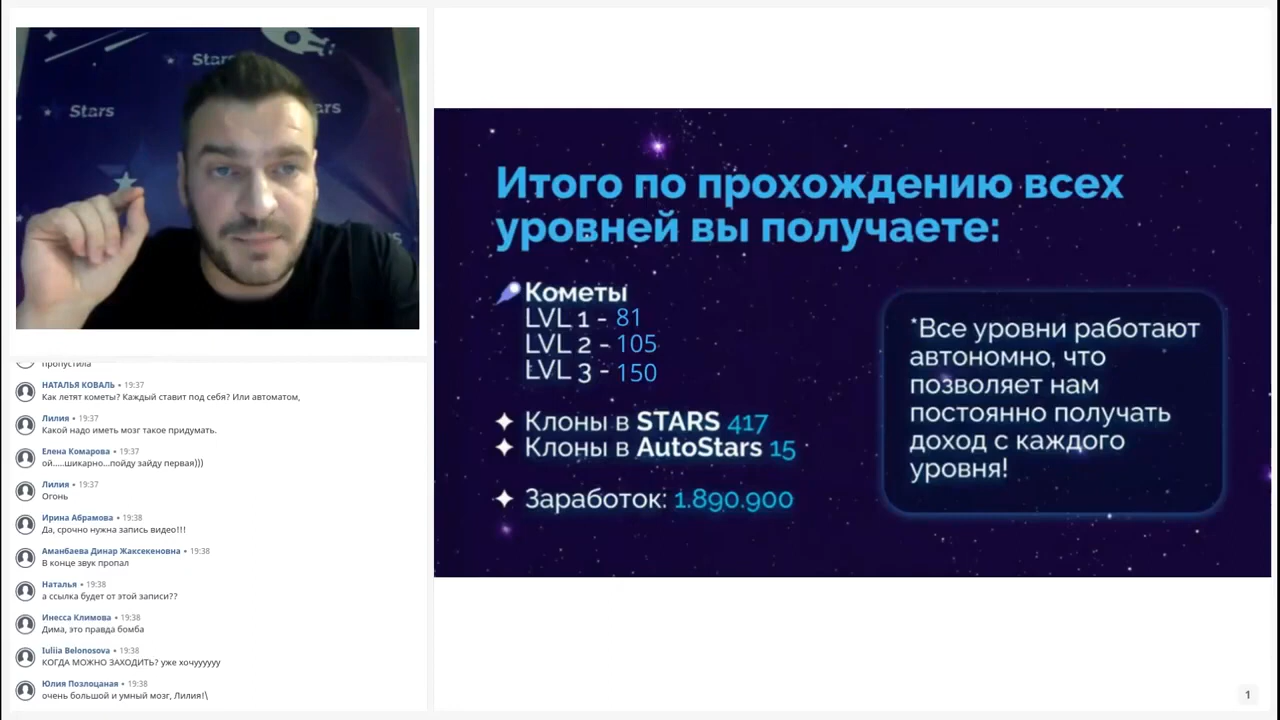 Stars
Stars
пропустила
НАТАЛЬЯ КОВАЛЬ • 19:37
Как летят кометы? Каждый ставит под себя? Или автоматом,
Лилия • 19:37
Какой надо иметь мозг такое придумать.
Елена Комарова • 19:37
ой.....шикарно...пойду зайду первая)))
Лилия • 19:37
Огонь
Ирина Абрамова • 19:38
Да, срочно нужна запись видео!!!
Аманбаева Динар Жаксекеновна • 19:38
В конце звук пропал
Наталья • 19:38
а ссылка будет от этой записи??
Инесса Климова • 19:38
Дима, это правда бомба
Iuliia Belonosova • 19:38
КОГДА МОЖНО ЗАХОДИТЬ? уже хочуууууу
Юлия Позлоцаная • 19:38
очень большой и умный мозг, Лилия!\
Итого по прохождению всех
уровней вы получаете:
Кометы
LVL 1 - 81
LVL 2 - 105
LVL 3 - 150
Клоны в STARS 417
Клоны в AutoStars 15
Заработок: 1.890.900
*Все уровни работают
автономно, что
позволяет нам
постоянно получать
доход с каждого
уровня!
1